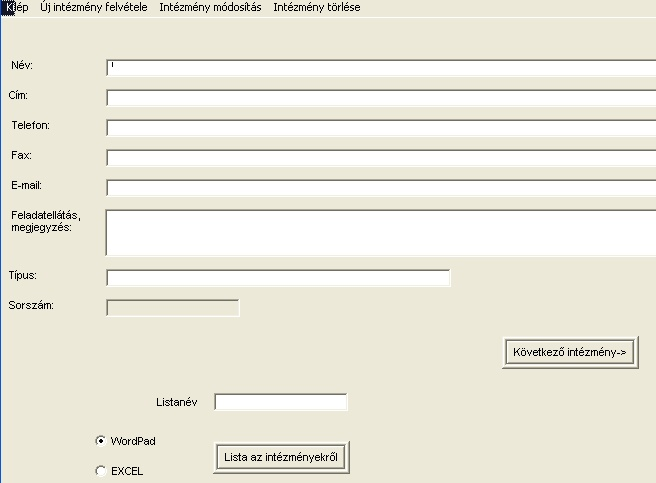 Kilép Új intézmény felvétele Intézmény módosítás Intézmény törlése
Név:
Cím:
Telefon:
Fax:
E-mail:
Feladatellátás,
megjegyzés:
Típus:
Sorszám:
Következő intézmény->
Listanév
WordPad
Lista az intézményekről
EXCEL